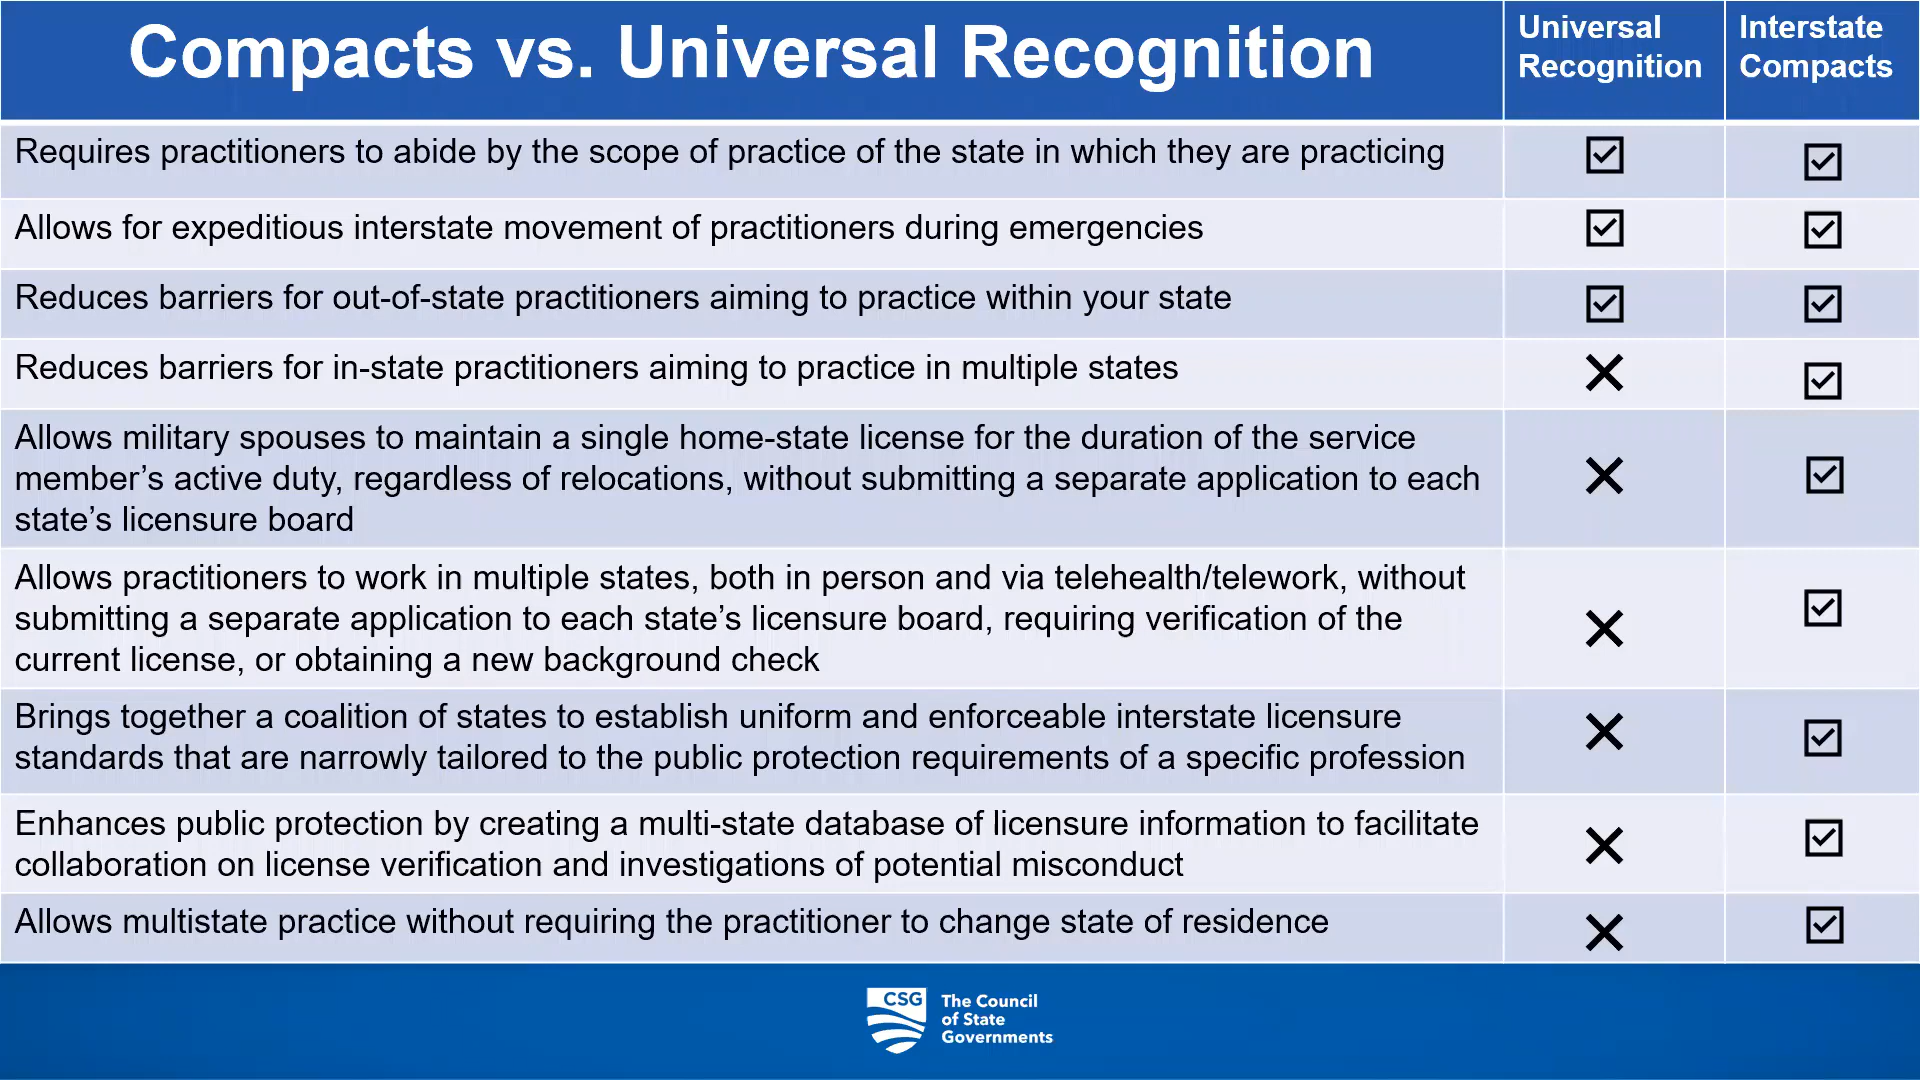 Compacts vs. Universal Recognition
Universal
Recognition
Interstate
Compacts
Requires practitioners to abide by the scope of practice of the state in which they are practicing
Allows for expeditious interstate movement of practitioners during emergencies
Reduces barriers for out-of-state practitioners aiming to practice within your state
Reduces barriers for in-state practitioners aiming to practice in multiple states
Allows military spouses to maintain a single home-state license for the duration of the service
member’s active duty, regardless of relocations, without submitting a separate application to each
state’s licensure board
Allows practitioners to work in multiple states, both in person and via telehealth/telework, without
submitting a separate application to each state’s licensure board, requiring verification of the
current license, or obtaining a new background check
Brings together a coalition of states to establish uniform and enforceable interstate licensure
standards that are narrowly tailored to the public protection requirements of a specific profession
Enhances public protection by creating a multi-state database of licensure information to facilitate
collaboration on license verification and investigations of potential misconduct
Allows multistate practice without requiring the practitioner to change state of residence
CSG
The Council
of State
Governments